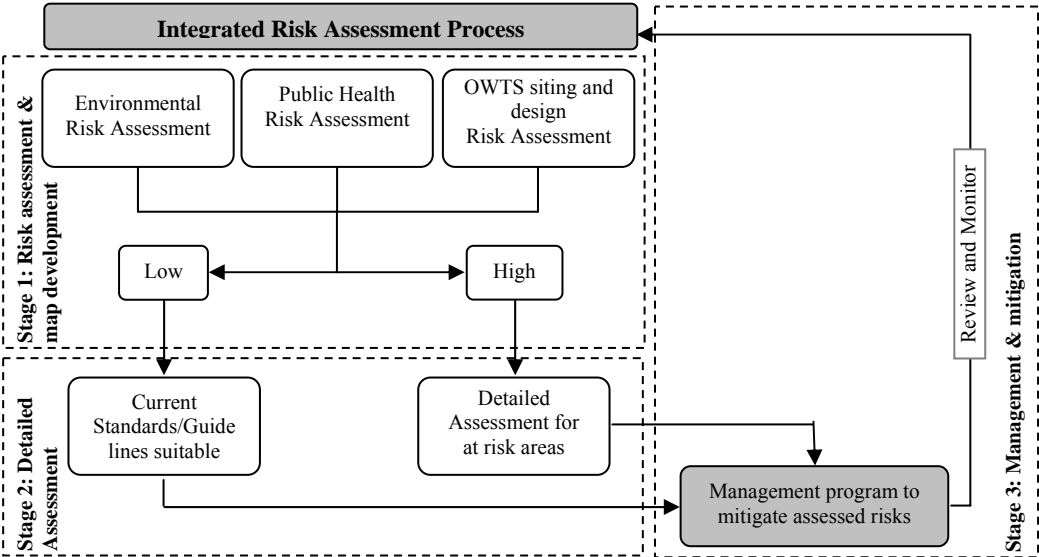 Integrated Risk Assessment Process
Stage 1: Risk assessment &
map development
Environmental
Risk Assessment
Public Health
Risk Assessment
OWTS siting and
design
Risk Assessment
Low
High
Stage 2: Detailed
Assessment
Current
Standards/Guide
lines suitable
Detailed
Assessment for
at risk areas
Management program to
mitigate assessed risks
Review and Monitor
Stage 3: Management & mitigation